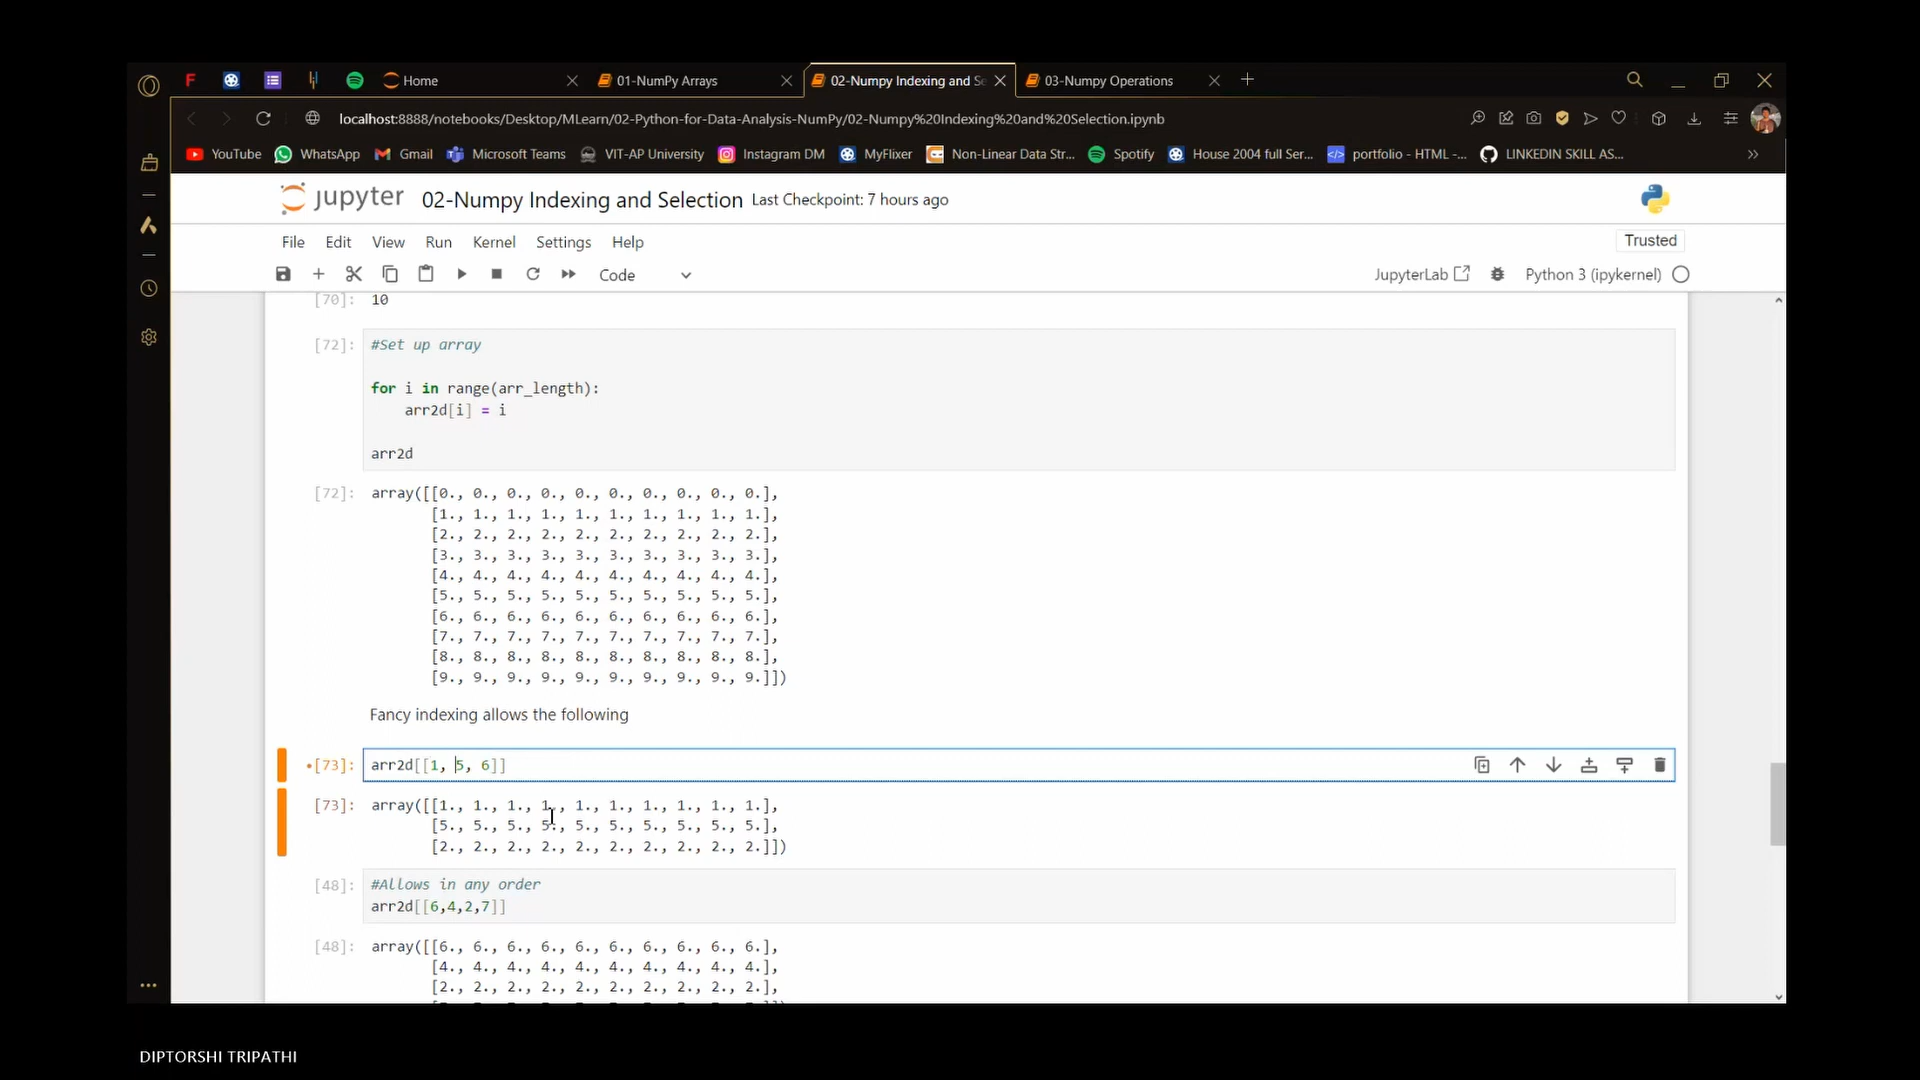 F
Home
01-NumPy Arrays
02-Numpy Indexing and Se
03-Numpy Operations
localhost:8888/notebooks/Desktop/MLearn/02-Python-for-Data-Analysis-NumPy/02-Numpy%20Indexing%20and%20Selection.ipynb
YouTube WhatsApp Gmail Microsoft Teams VIT-AP University Instagram DM MyFlixer Non-Linear Data Str... Spotify House 2004 full Ser... portfolio - HTML -... LINKEDIN SKILL AS...
jupyter 02-Numpy Indexing and Selection Last Checkpoint: 7 hours ago
File Edit View Run Kernel Settings Help
Trusted
Code
JupyterLab Python 3 (ipykernel)
[70]: 10
[72]: #Set up array
for i in range(arr_length):
    arr2d[i] = i
arr2d
[72]: array([[0., 0., 0., 0., 0., 0., 0., 0., 0., 0.],
[1., 1., 1., 1., 1., 1., 1., 1., 1., 1.],
[2., 2., 2., 2., 2., 2., 2., 2., 2., 2.],
[3., 3., 3., 3., 3., 3., 3., 3., 3., 3.],
[4., 4., 4., 4., 4., 4., 4., 4., 4., 4.],
[5., 5., 5., 5., 5., 5., 5., 5., 5., 5.],
[6., 6., 6., 6., 6., 6., 6., 6., 6., 6.],
[7., 7., 7., 7., 7., 7., 7., 7., 7., 7.],
[8., 8., 8., 8., 8., 8., 8., 8., 8., 8.],
[9., 9., 9., 9., 9., 9., 9., 9., 9., 9.]])
Fancy indexing allows the following
•[73]: arr2d[[1, 5, 6]]
[73]: array([[1., 1., 1., 1., 1., 1., 1., 1., 1., 1.],
[5., 5., 5., 5., 5., 5., 5., 5., 5., 5.],
[2., 2., 2., 2., 2., 2., 2., 2., 2., 2.]])
[48]: #Allows in any order
arr2d[[6,4,2,7]]
[48]: array([[6., 6., 6., 6., 6., 6., 6., 6., 6., 6.],
[4., 4., 4., 4., 4., 4., 4., 4., 4., 4.],
[2., 2., 2., 2., 2., 2., 2., 2., 2., 2.],
DIPTORSHI TRIPATHI